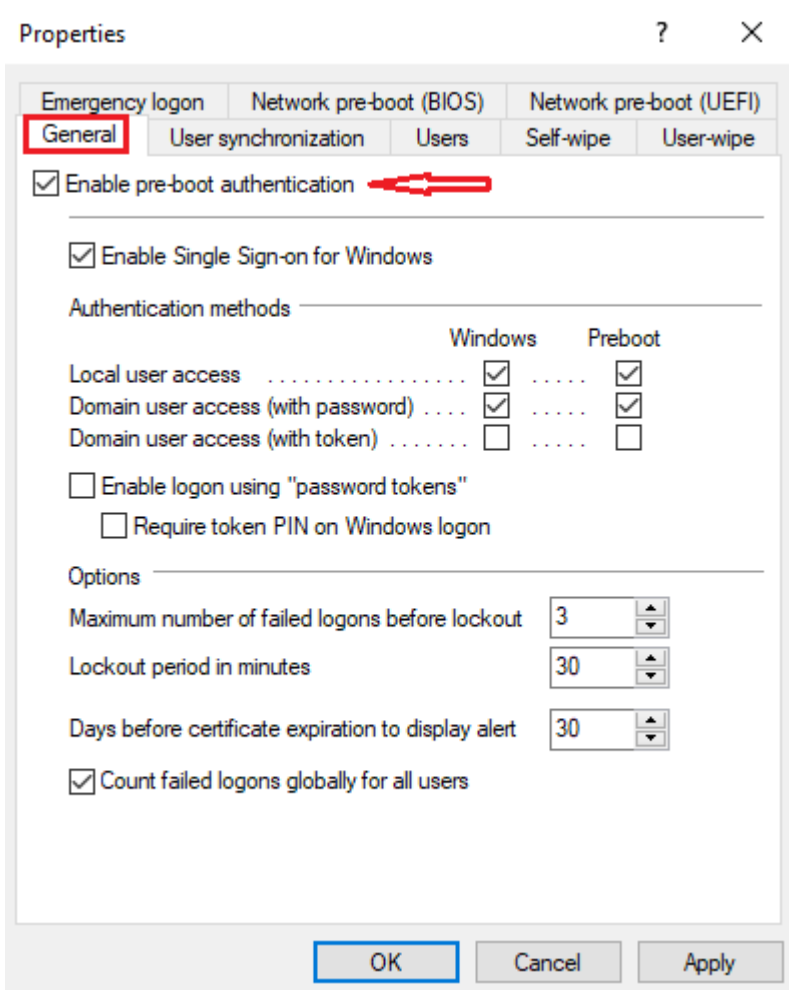 Properties
Emergency logon Network pre-boot (BIOS) Network pre-boot (UEFI)
General User synchronization Users Self-wipe User-wipe
Enable pre-boot authentication
Enable Single Sign-on for Windows
Authentication methods
Windows Preboot
Local user access
Domain user access (with password)
Domain user access (with token)
Enable logon using "password tokens"
Require token PIN on Windows logon
Options
Maximum number of failed logons before lockout 3
Lockout period in minutes 30
Days before certificate expiration to display alert 30
Count failed logons globally for all users
OK Cancel Apply